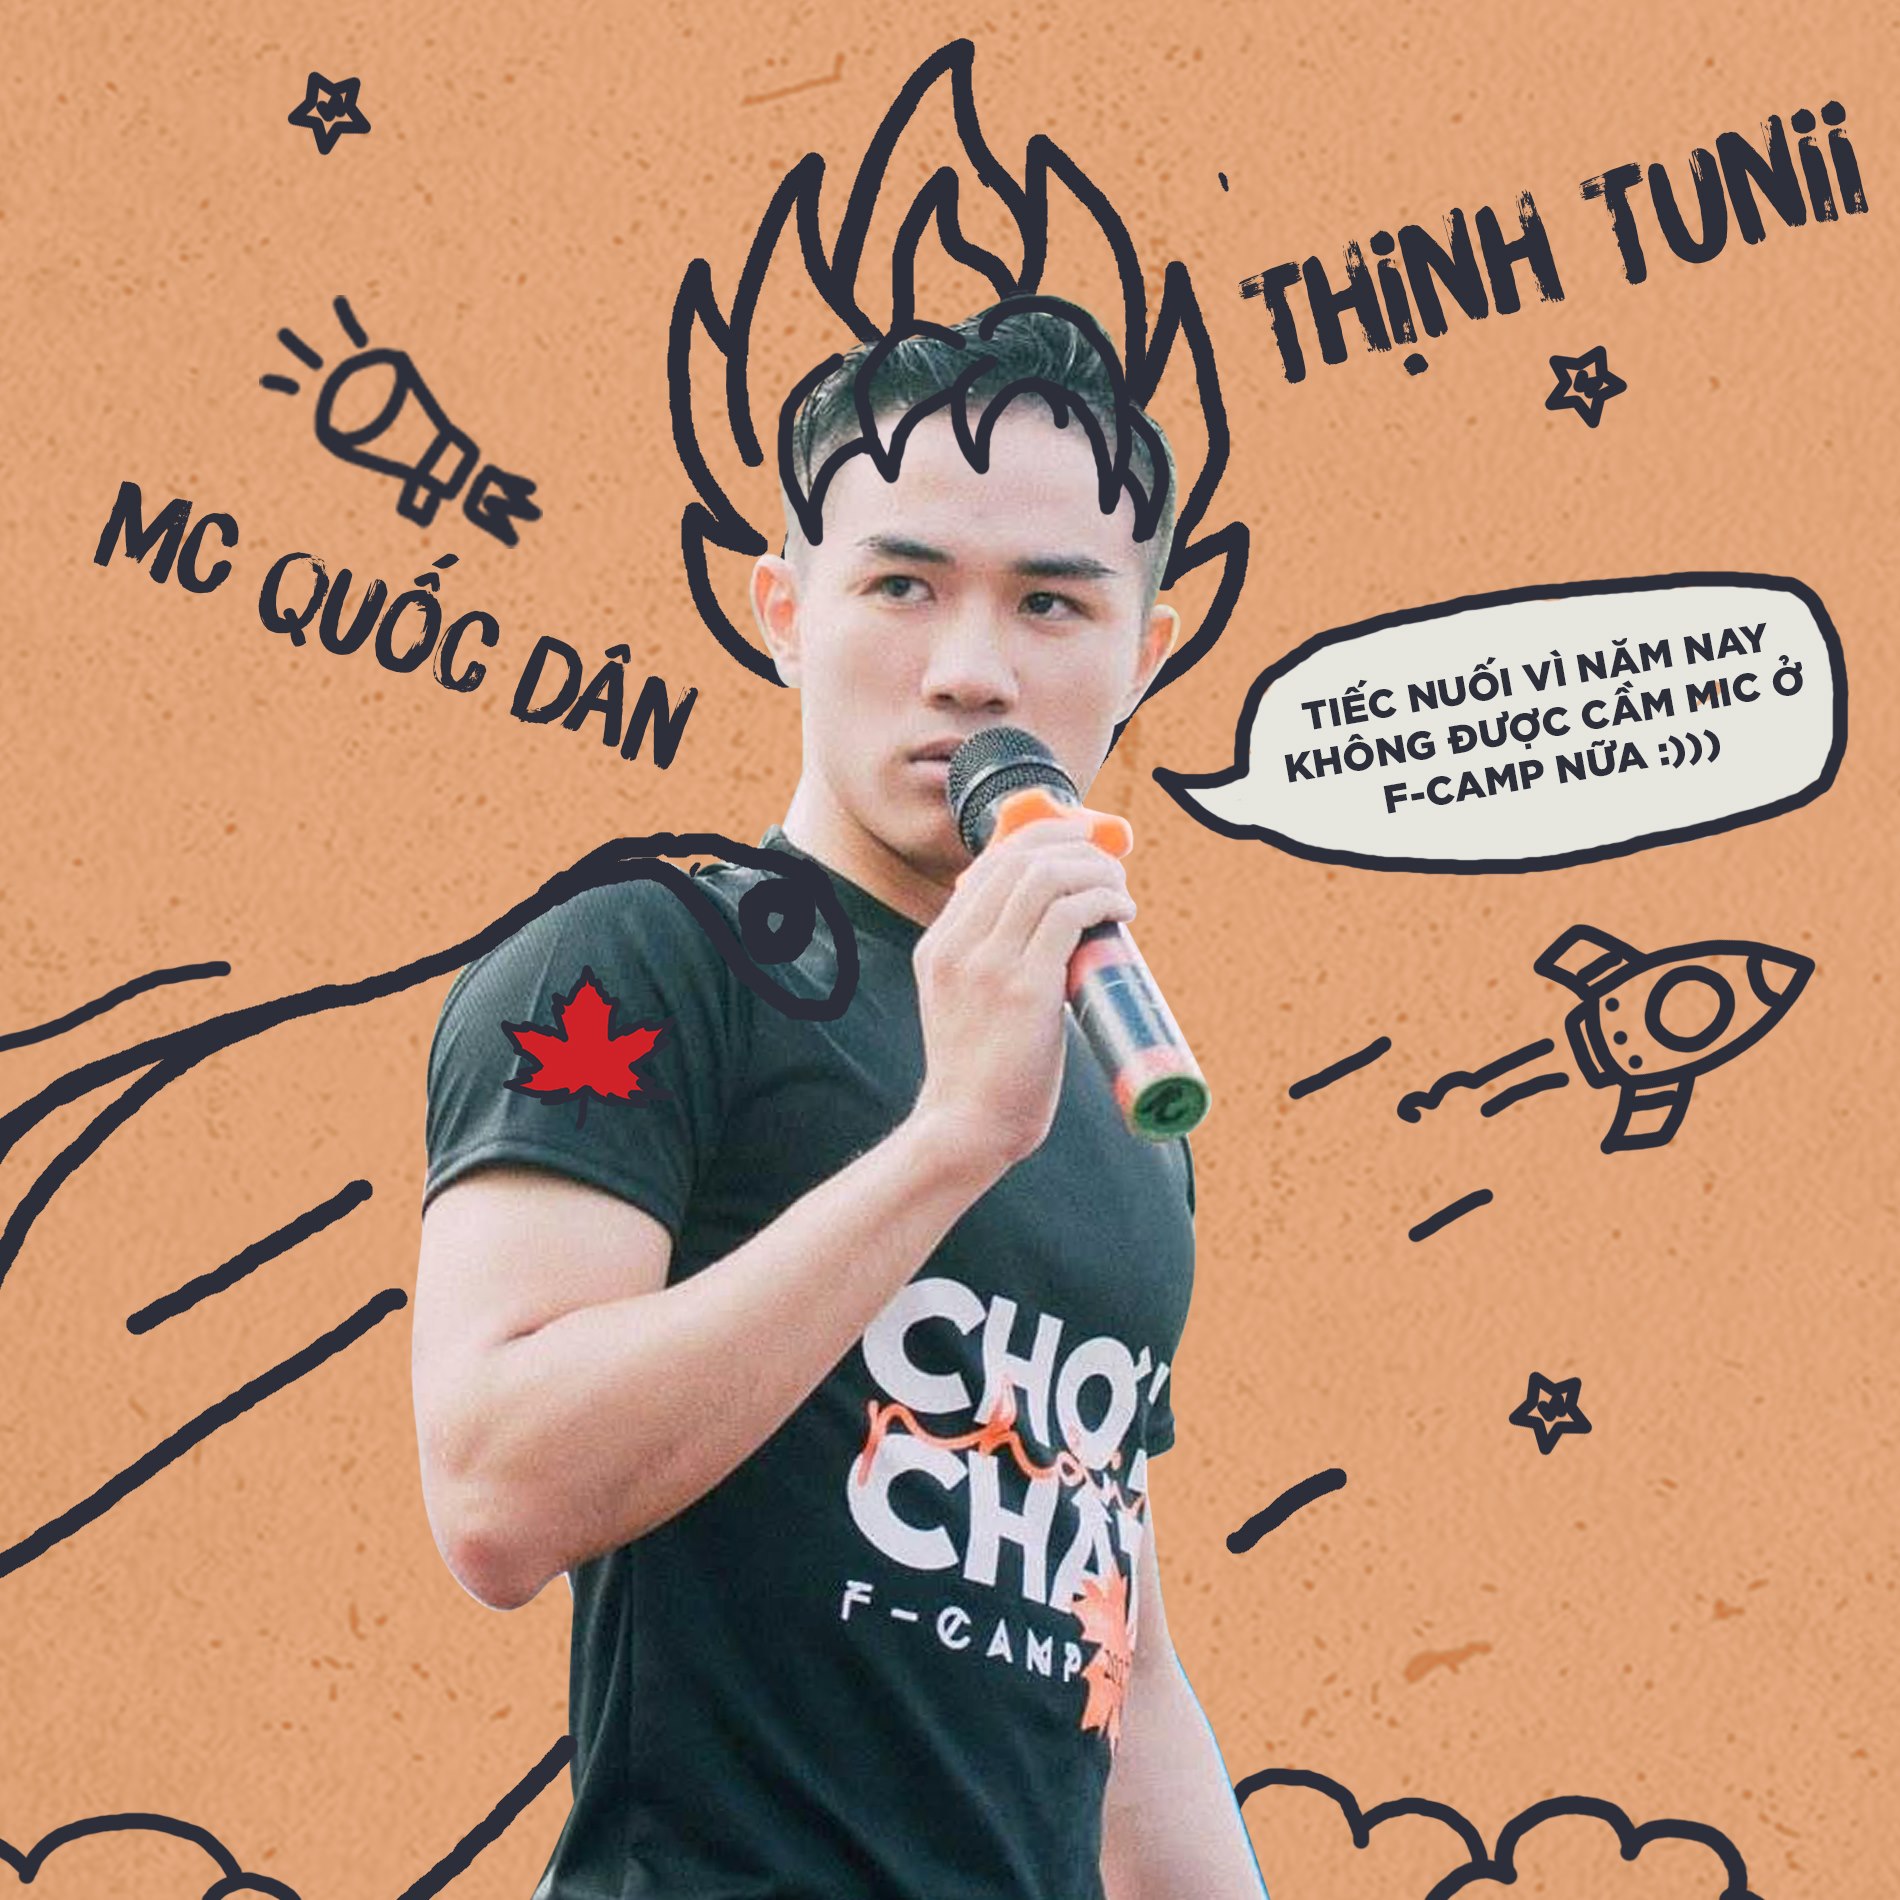 THỊNH TUNii
MC QUỐC DÂN
TIẾC NUỐI VÌ NĂM NAY
KHÔNG ĐƯỢC CẦM MIC Ở
F-CAMP NỮA :)))
CHƠI
CHẤT
F-CAMP